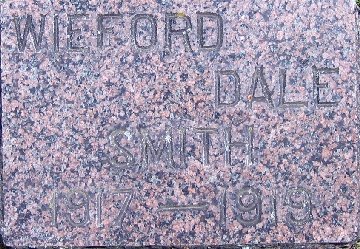 WIEFORD
DALE
SMITH
1917 — 1919